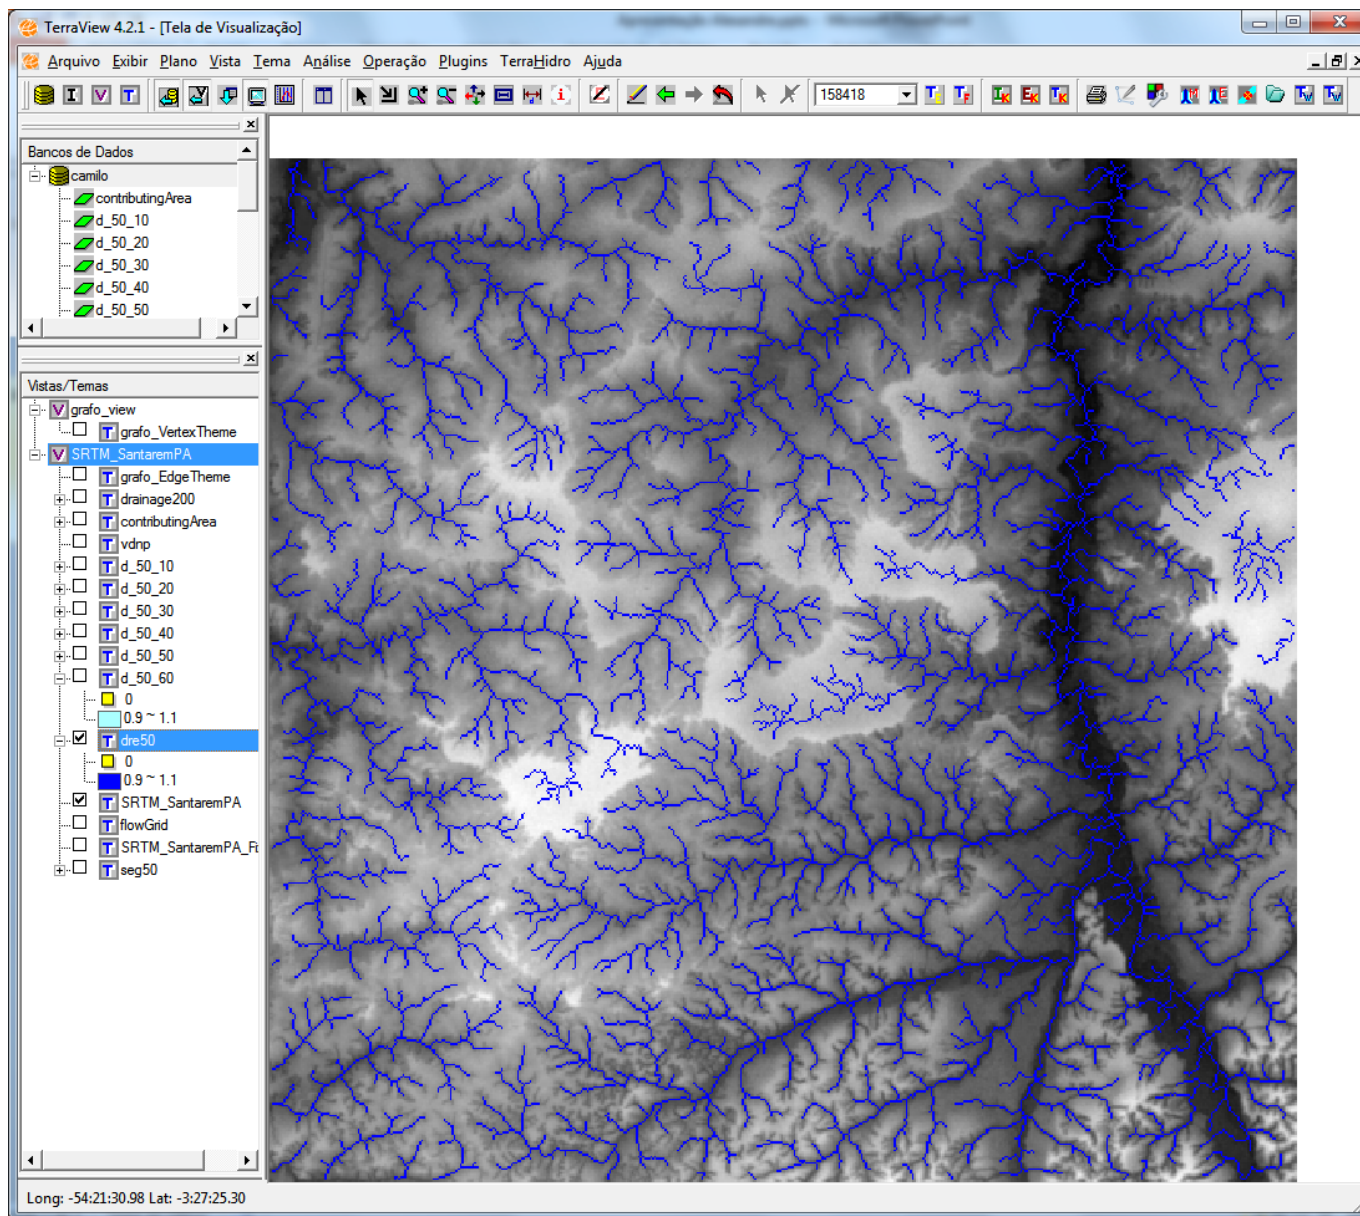 TerraView 4.2.1 - [Tela de Visualização]
Arquivo Exibir Plano Vista Tema Análise Operação Plugins TerraHidro Ajuda
158418
Bancos de Dados
camilo
contributingArea
d_50_10
d_50_20
d_50_30
d_50_40
d_50_50
Vistas/Temas
grafo_view
grafo_VertexTheme
SRTM_SantaremPA
grafo_EdgeTheme
drainage200
contributingArea
vdnp
d_50_10
d_50_20
d_50_30
d_50_40
d_50_50
d_50_60
0
0.9 ~ 1.1
dre50
0
0.9 ~ 1.1
SRTM_SantaremPA
flowGrid
SRTM_SantaremPA_Fi
seg50
Long: -54:21:30.98 Lat: -3:27:25.30